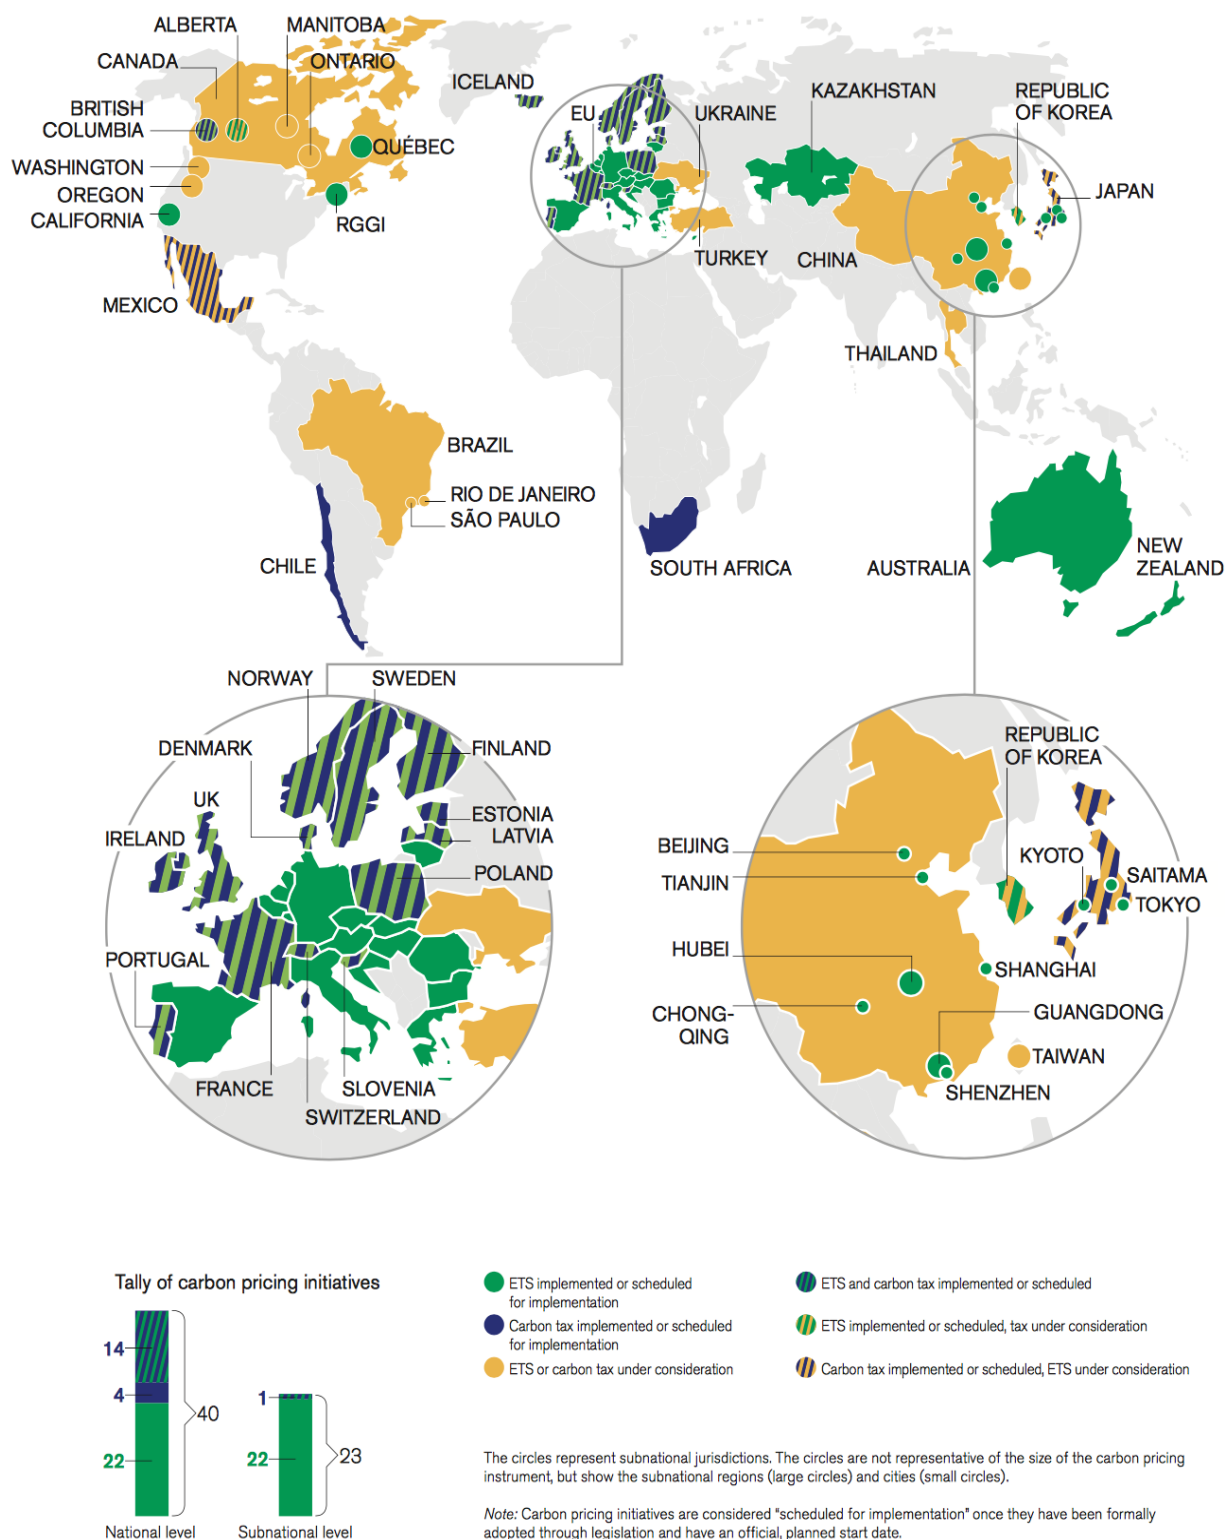 ALBERTA
MANITOBA
CANADA
ONTARIO
ICELAND
BRITISH
COLUMBIA
EU
UKRAINE
KAZAKHSTAN
REPUBLIC
OF KOREA
QUÉBEC
WASHINGTON
OREGON
CALIFORNIA
RGGI
JAPAN
MEXICO
TURKEY
CHINA
THAILAND
BRAZIL
RIO DE JANEIRO
SÃO PAULO
CHILE
SOUTH AFRICA
AUSTRALIA
NEW
ZEALAND
NORWAY
SWEDEN
DENMARK
FINLAND
UK
ESTONIA
IRELAND
LATVIA
POLAND
PORTUGAL
FRANCE
SLOVENIA
SWITZERLAND
REPUBLIC
OF KOREA
BEIJING
KYOTO
TIANJIN
SAITAMA
TOKYO
HUBEI
SHANGHAI
CHONG-
QING
GUANGDONG
TAIWAN
SHENZHEN
Tally of carbon pricing initiatives
14
4
40
22
National level
1
22
23
Subnational level
ETS implemented or scheduled
for implementation
Carbon tax implemented or scheduled
for implementation
ETS or carbon tax under consideration
ETS and carbon tax implemented or scheduled
ETS implemented or scheduled, tax under consideration
Carbon tax implemented or scheduled, ETS under consideration
The circles represent subnational jurisdictions. The circles are not representative of the size of the carbon pricing
instrument, but show the subnational regions (large circles) and cities (small circles).
Note: Carbon pricing initiatives are considered "scheduled for implementation" once they have been formally
adopted through legislation and have an official, planned start date.